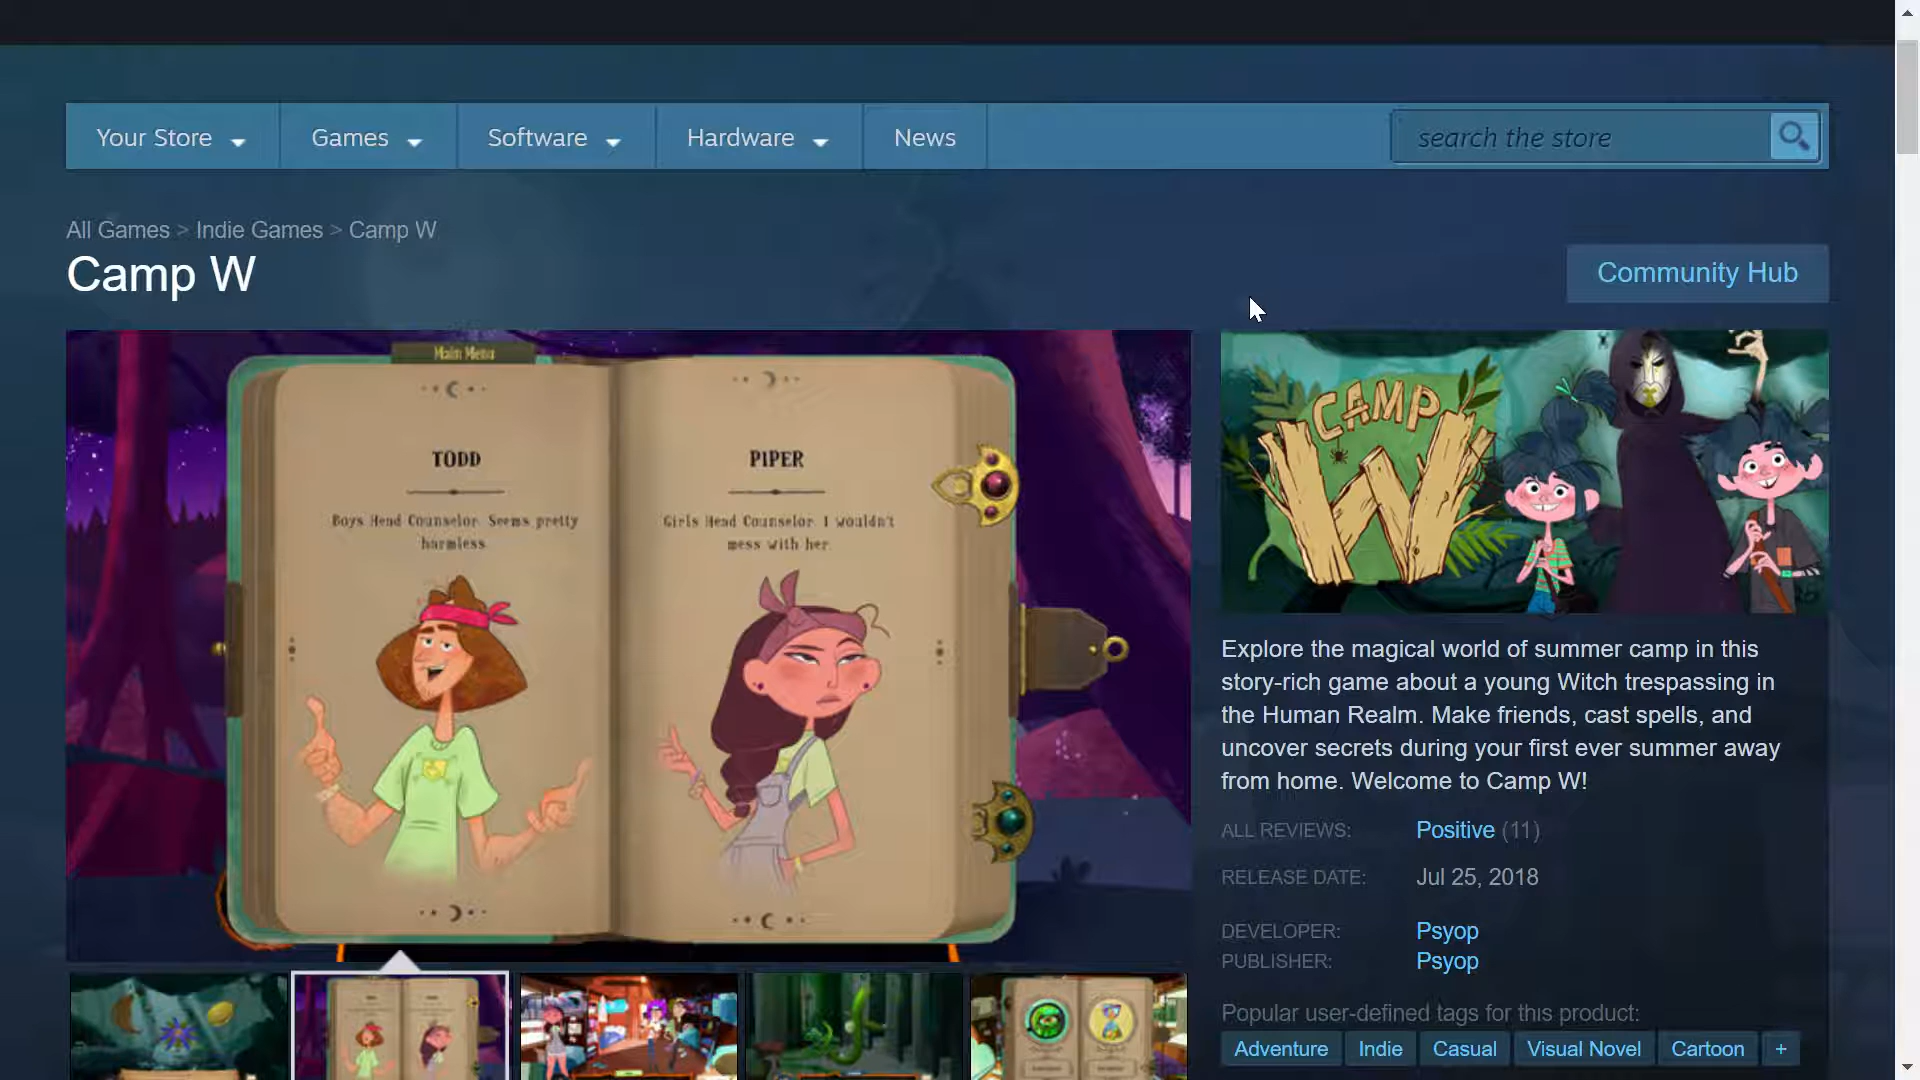 Your Store
Games
Software
Hardware
News
search the store
All Games > Indie Games > Camp W
Camp W
Community Hub
Main Menu
TODD
Boys Head Counselor. Seems pretty
harmless.
PIPER
Girls Head Counselor. I wouldn't
mess with her.
CAMP
W
Explore the magical world of summer camp in this
story-rich game about a young Witch trespassing in
the Human Realm. Make friends, cast spells, and
uncover secrets during your first ever summer away
from home. Welcome to Camp W!
ALL REVIEWS: Positive (11)
RELEASE DATE: Jul 25, 2018
DEVELOPER: Psyop
PUBLISHER: Psyop
Popular user-defined tags for this product:
Adventure Indie Casual Visual Novel Cartoon +